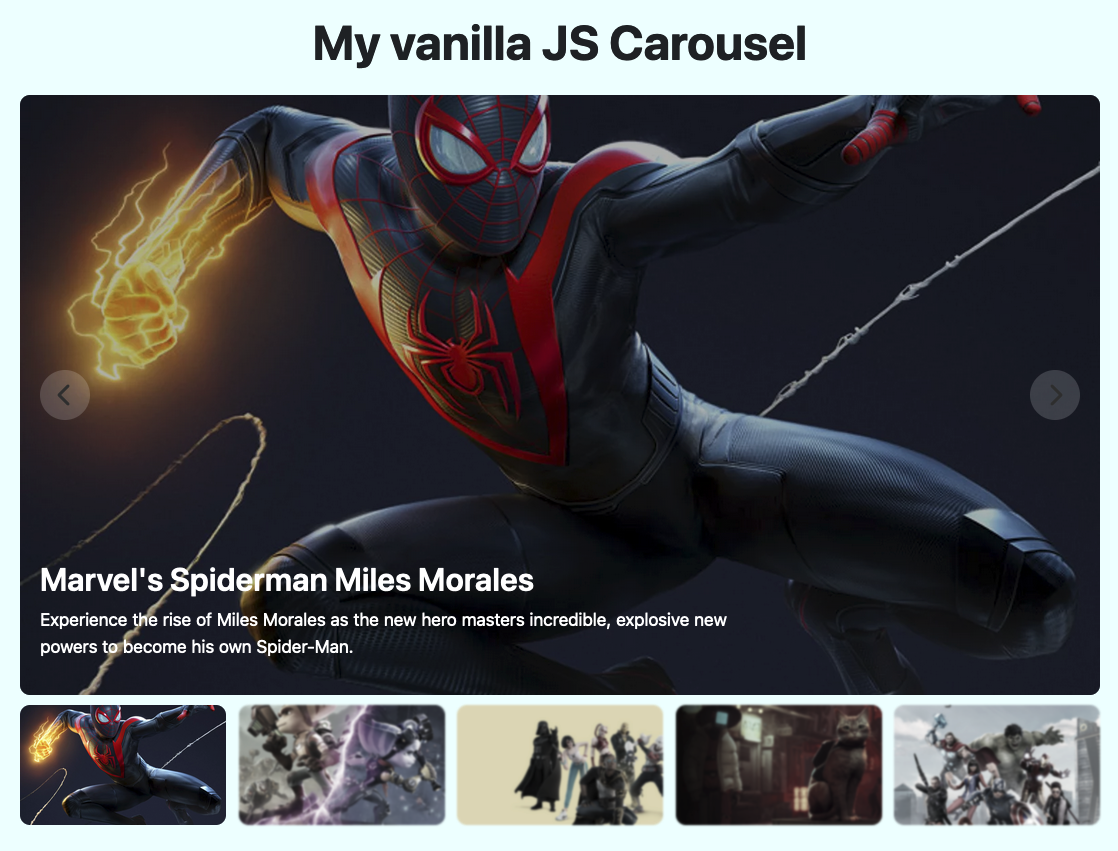 My vanilla JS Carousel
Marvel's Spiderman Miles Morales
Experience the rise of Miles Morales as the new hero masters incredible, explosive new
powers to become his own Spider-Man.